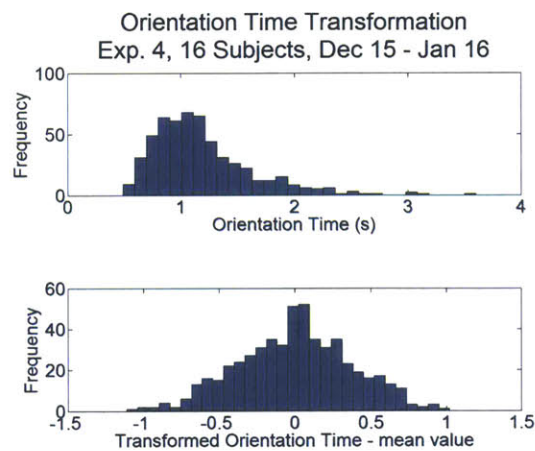 Orientation Time Transformation
Exp. 4, 16 Subjects, Dec 15 - Jan 16
100
50
0
Frequency
0 1 2 3 4
Orientation Time (s)
60
40
20
0
Frequency
-1.5 -1 -0.5 0 0.5 1 1.5
Transformed Orientation Time - mean value